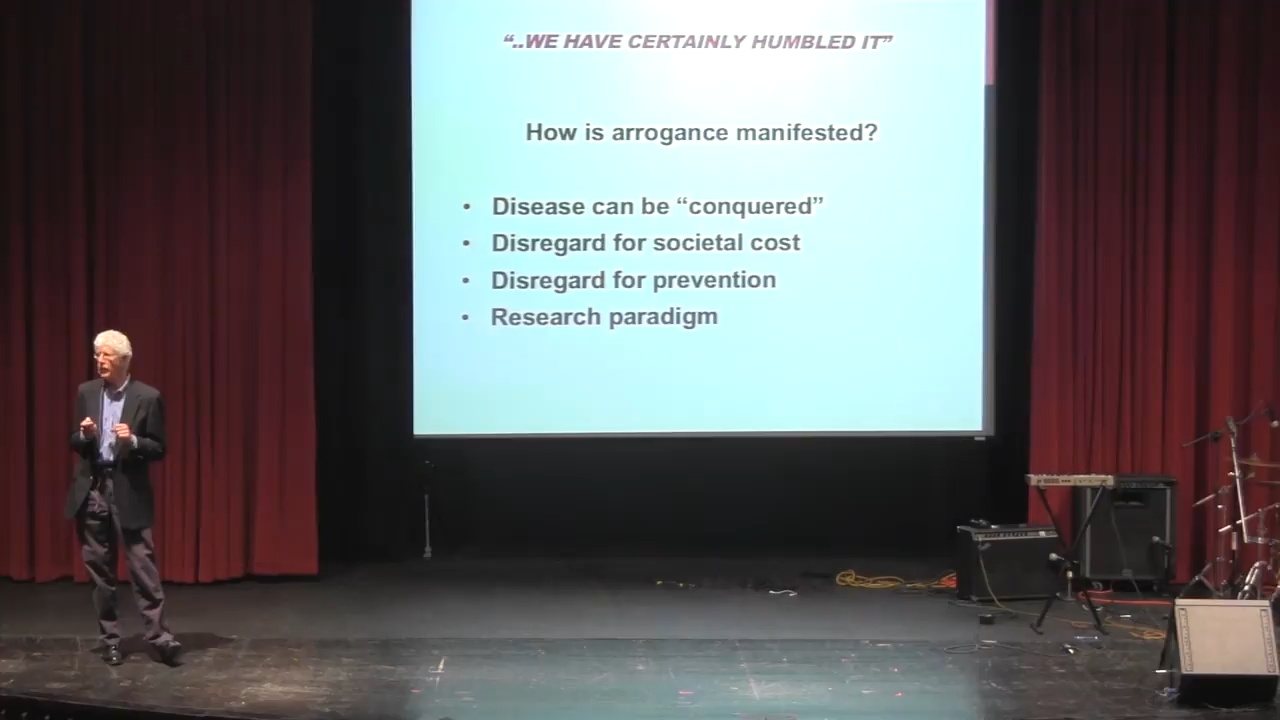 “..WE HAVE CERTAINLY HUMBLED IT”
How is arrogance manifested?
• Disease can be “conquered”
• Disregard for societal cost
• Disregard for prevention
• Research paradigm